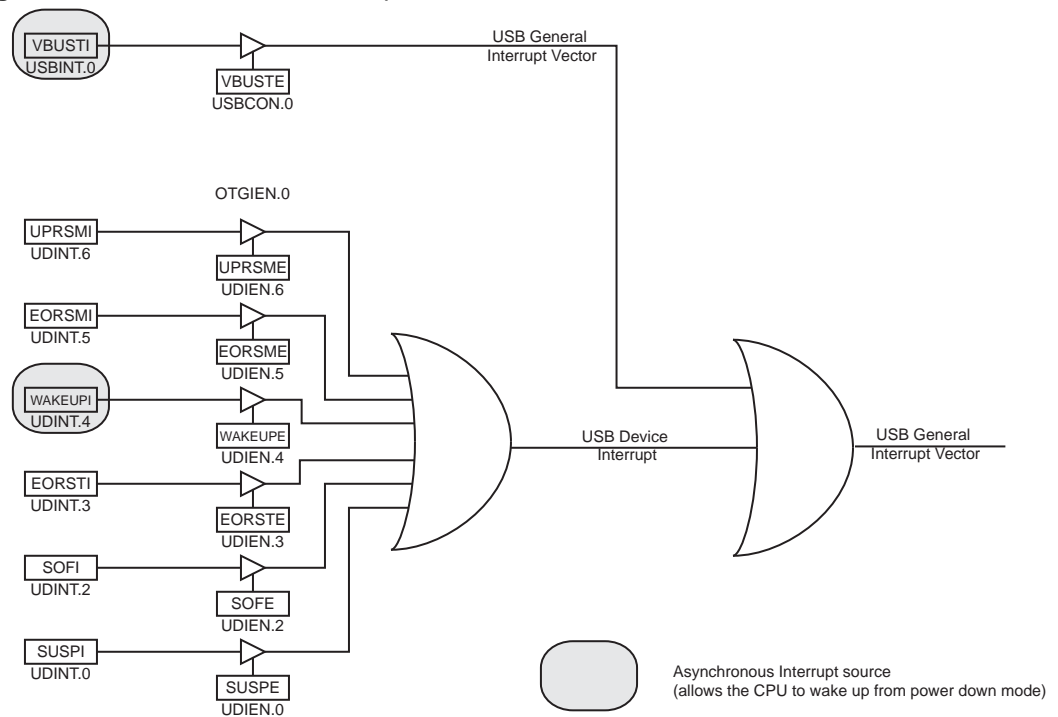 VBUSTI
USBINT.0
VBUSTE
USBCON.0
USB General
Interrupt Vector
OTGIEN.0
UPRSMI
UDINT.6
UPRSME
UDIEN.6
EORSMI
UDINT.5
EORSME
UDIEN.5
WAKEUPI
UDINT.4
WAKEUPE
UDIEN.4
EORSTI
UDINT.3
EORSTE
UDIEN.3
SOFI
UDINT.2
SOFE
UDIEN.2
SUSPI
UDINT.0
SUSPE
UDIEN.0
USB Device
Interrupt
USB General
Interrupt Vector
Asynchronous Interrupt source
(allows the CPU to wake up from power down mode)